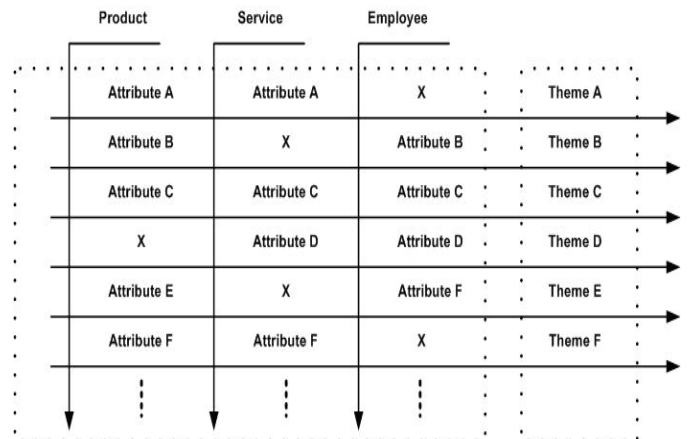 Product Service Employee
Attribute A Attribute A X Theme A
Attribute B X Attribute B Theme B
Attribute C Attribute C Attribute C Theme C
X Attribute D Attribute D Theme D
Attribute E X Attribute F Theme E
Attribute F Attribute F X Theme F